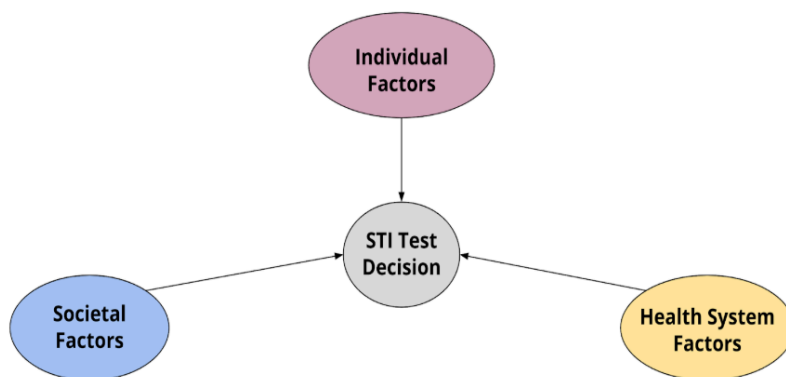 Individual
Factors
STI Test
Decision
Societal
Factors
Health System
Factors